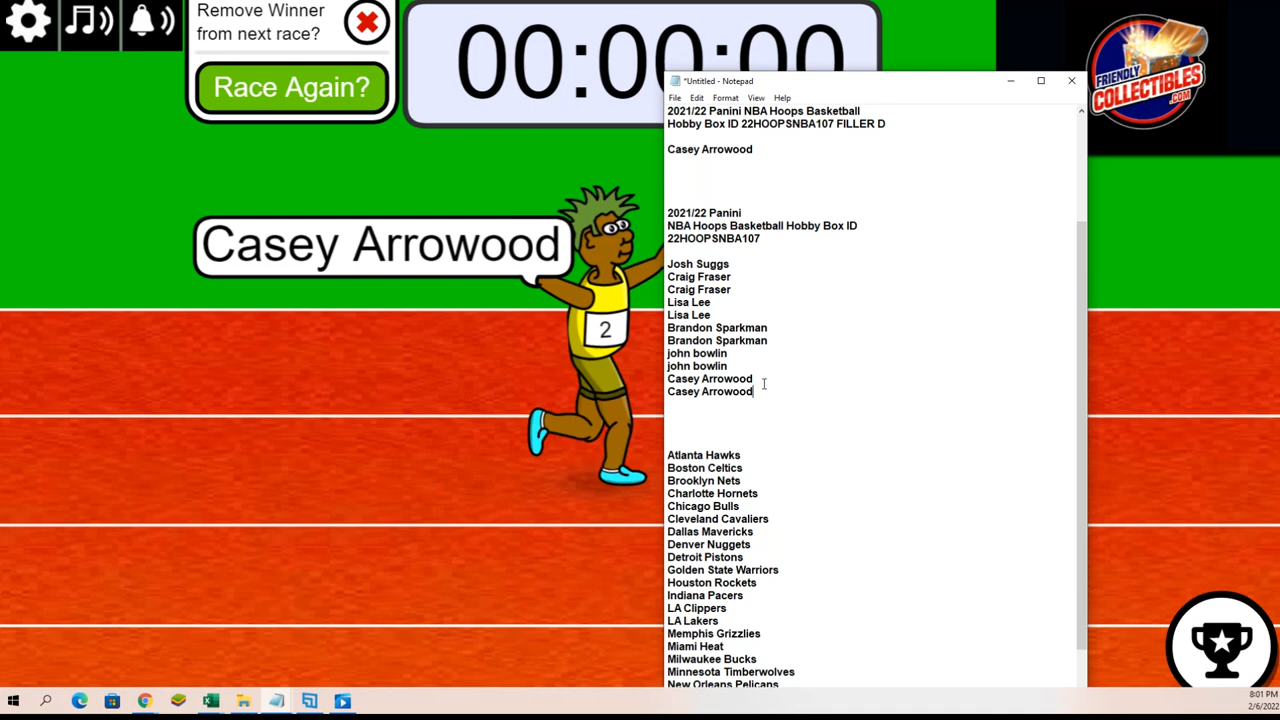 Remove Winner
from next race?
Race Again?
00:00:00
FRIENDLY
COLLECTIBLES
.COM
*Untitled - Notepad
File Edit Format View Help
2021/22 Panini NBA Hoops Basketball
Hobby Box ID 22HOOPSNBA107 FILLER D
Casey Arrowood
2021/22 Panini
NBA Hoops Basketball Hobby Box ID
22HOOPSNBA107
Josh Suggs
Craig Fraser
Craig Fraser
Lisa Lee
Lisa Lee
Brandon Sparkman
Brandon Sparkman
john bowlin
john bowlin
Casey Arrowood
Casey Arrowood
Atlanta Hawks
Boston Celtics
Brooklyn Nets
Charlotte Hornets
Chicago Bulls
Cleveland Cavaliers
Dallas Mavericks
Denver Nuggets
Detroit Pistons
Golden State Warriors
Houston Rockets
Indiana Pacers
LA Clippers
LA Lakers
Memphis Grizzlies
Miami Heat
Milwaukee Bucks
Minnesota Timberwolves
New Orleans Pelicans
Casey Arrowood
2
8:01 PM
2/6/2022